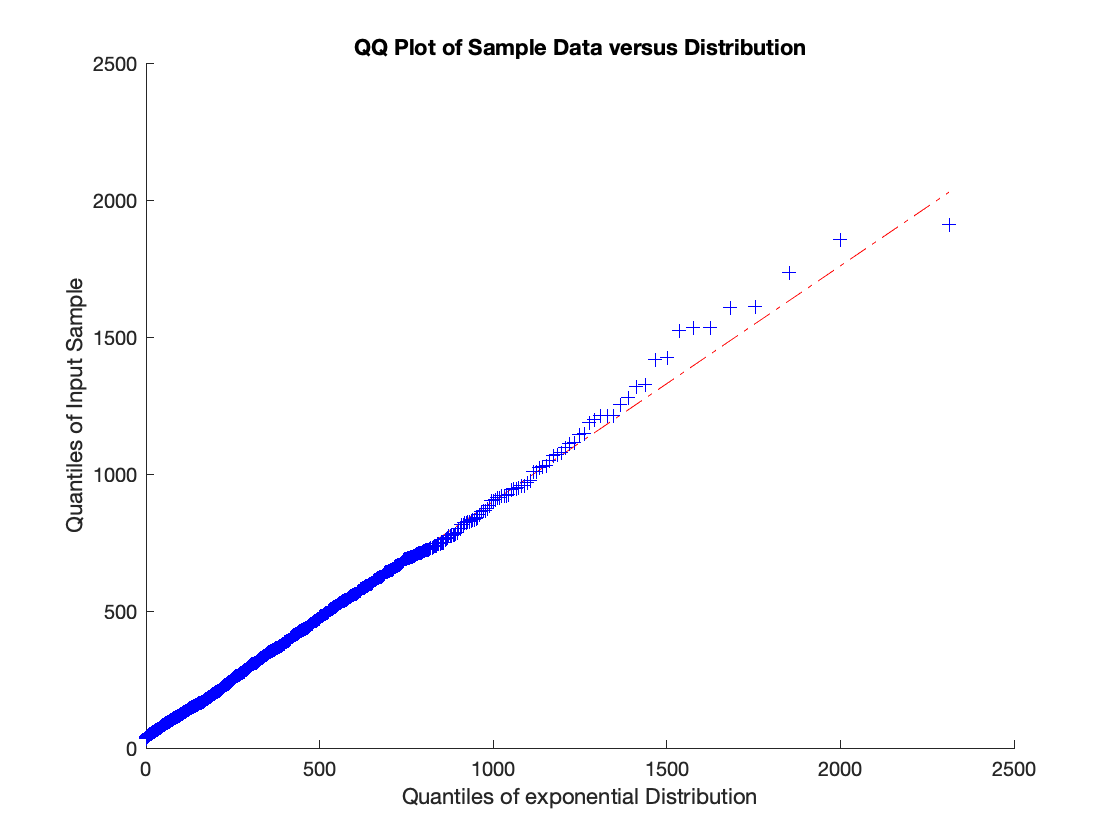 QQ Plot of Sample Data versus Distribution
2500
2000
1500
1000
500
0
Quantiles of Input Sample
0 500 1000 1500 2000 2500
Quantiles of exponential Distribution